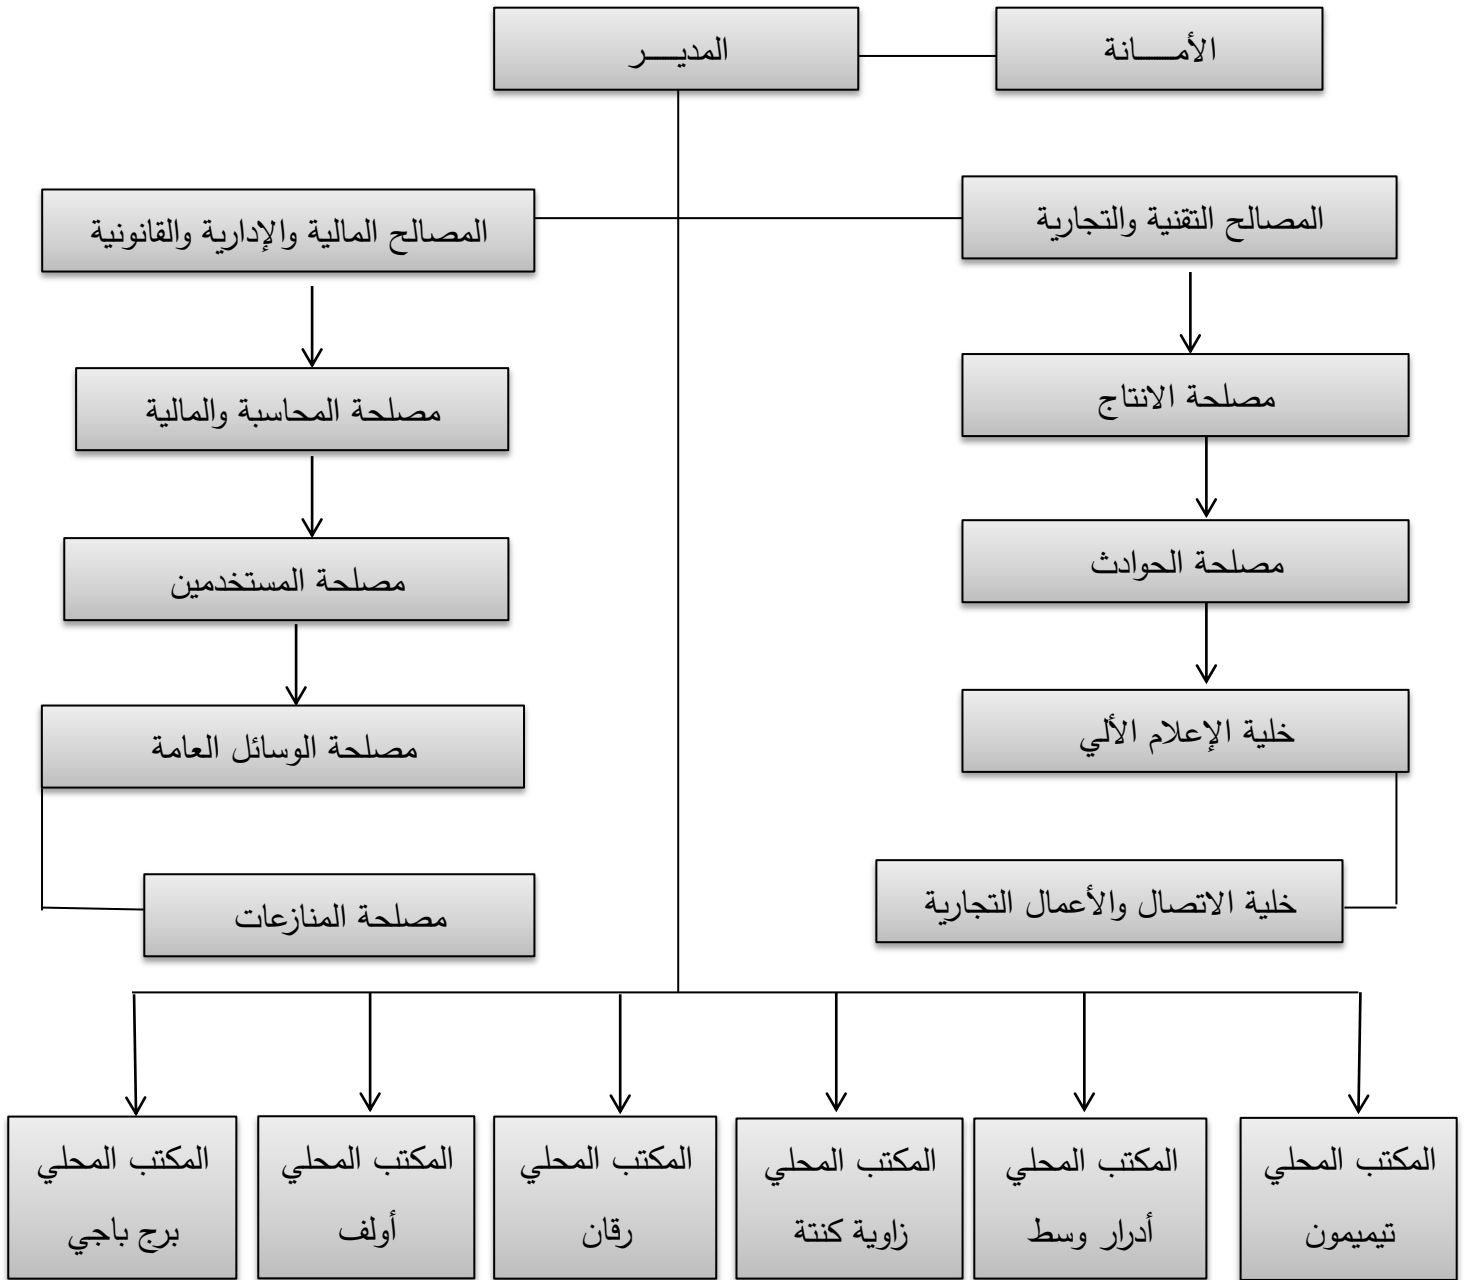 الأمـــــانة
المديـــــر
المصالح التقنية والتجارية
المصالح المالية والإدارية والقانونية
مصلحة الانتاج
مصلحة المحاسبة والمالية
مصلحة الحوادث
مصلحة المستخدمين
خلية الإعلام الألي
مصلحة الوسائل العامة
خلية الاتصال والأعمال التجارية
مصلحة المنازعات
المكتب المحلي
تيميمون
المكتب المحلي
أدرار وسط
المكتب المحلي
زاوية كنتة
المكتب المحلي
رقان
المكتب المحلي
أولف
المكتب المحلي
برج باجي